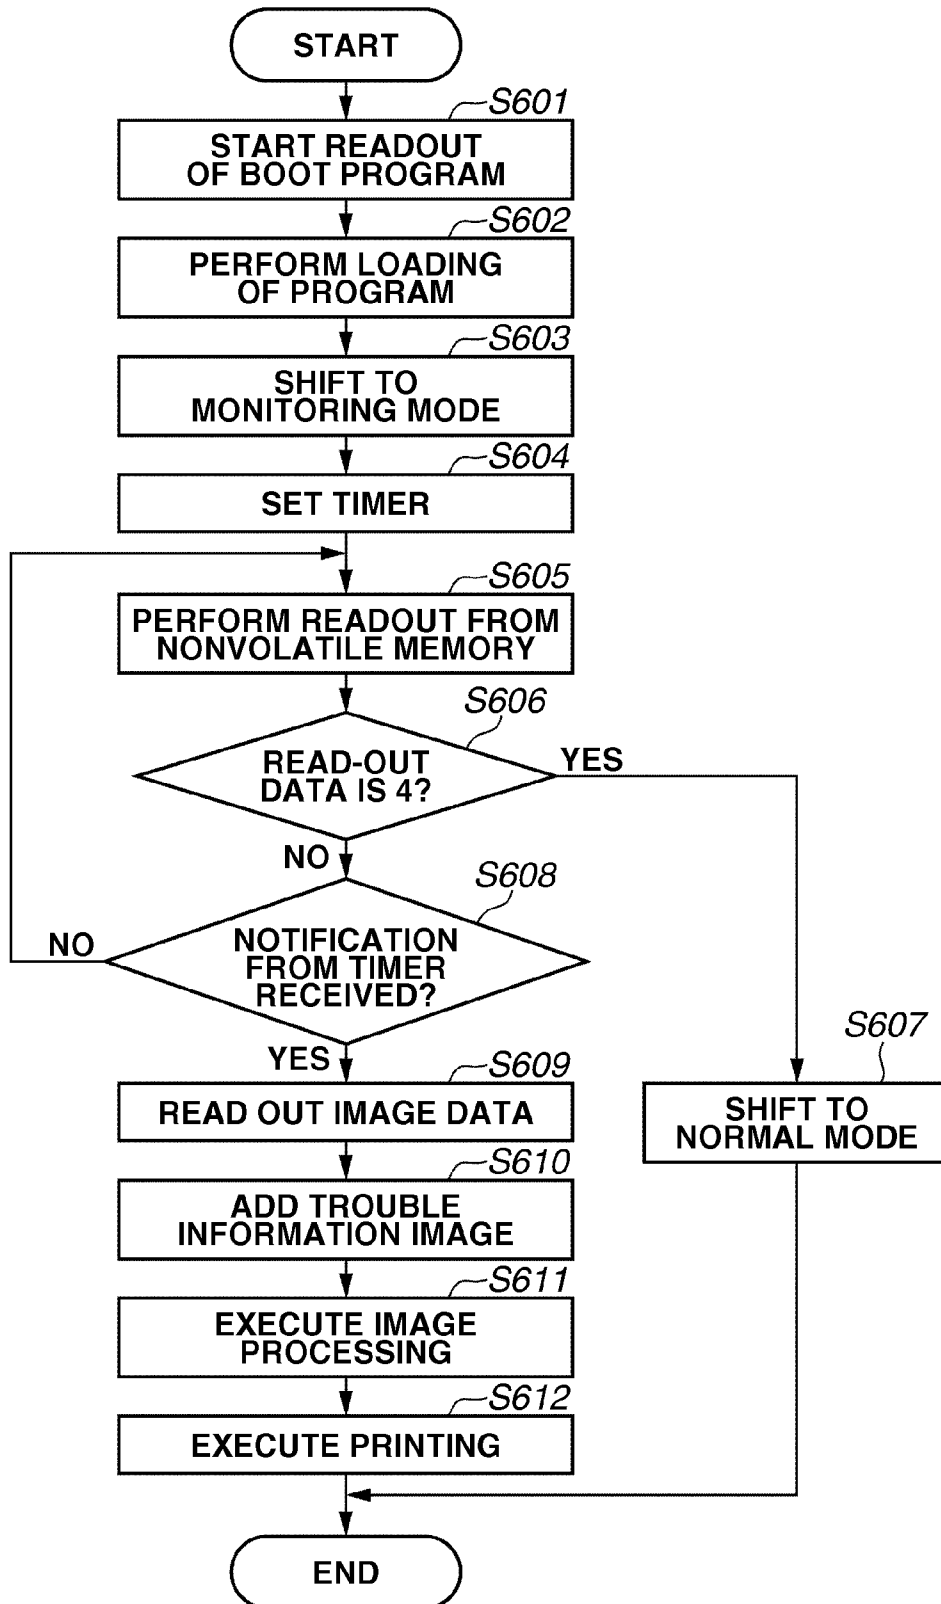 START
S601
START READOUT
OF BOOT PROGRAM
S602
PERFORM LOADING
OF PROGRAM
S603
SHIFT TO
MONITORING MODE
S604
SET TIMER
S605
PERFORM READOUT FROM
NONVOLATILE MEMORY
S606
READ-OUT
DATA IS 4?
YES
NO
S608
NOTIFICATION
FROM TIMER
RECEIVED?
NO
YES
S607
SHIFT TO
NORMAL MODE
S609
READ OUT IMAGE DATA
S610
ADD TROUBLE
INFORMATION IMAGE
S611
EXECUTE IMAGE
PROCESSING
S612
EXECUTE PRINTING
END